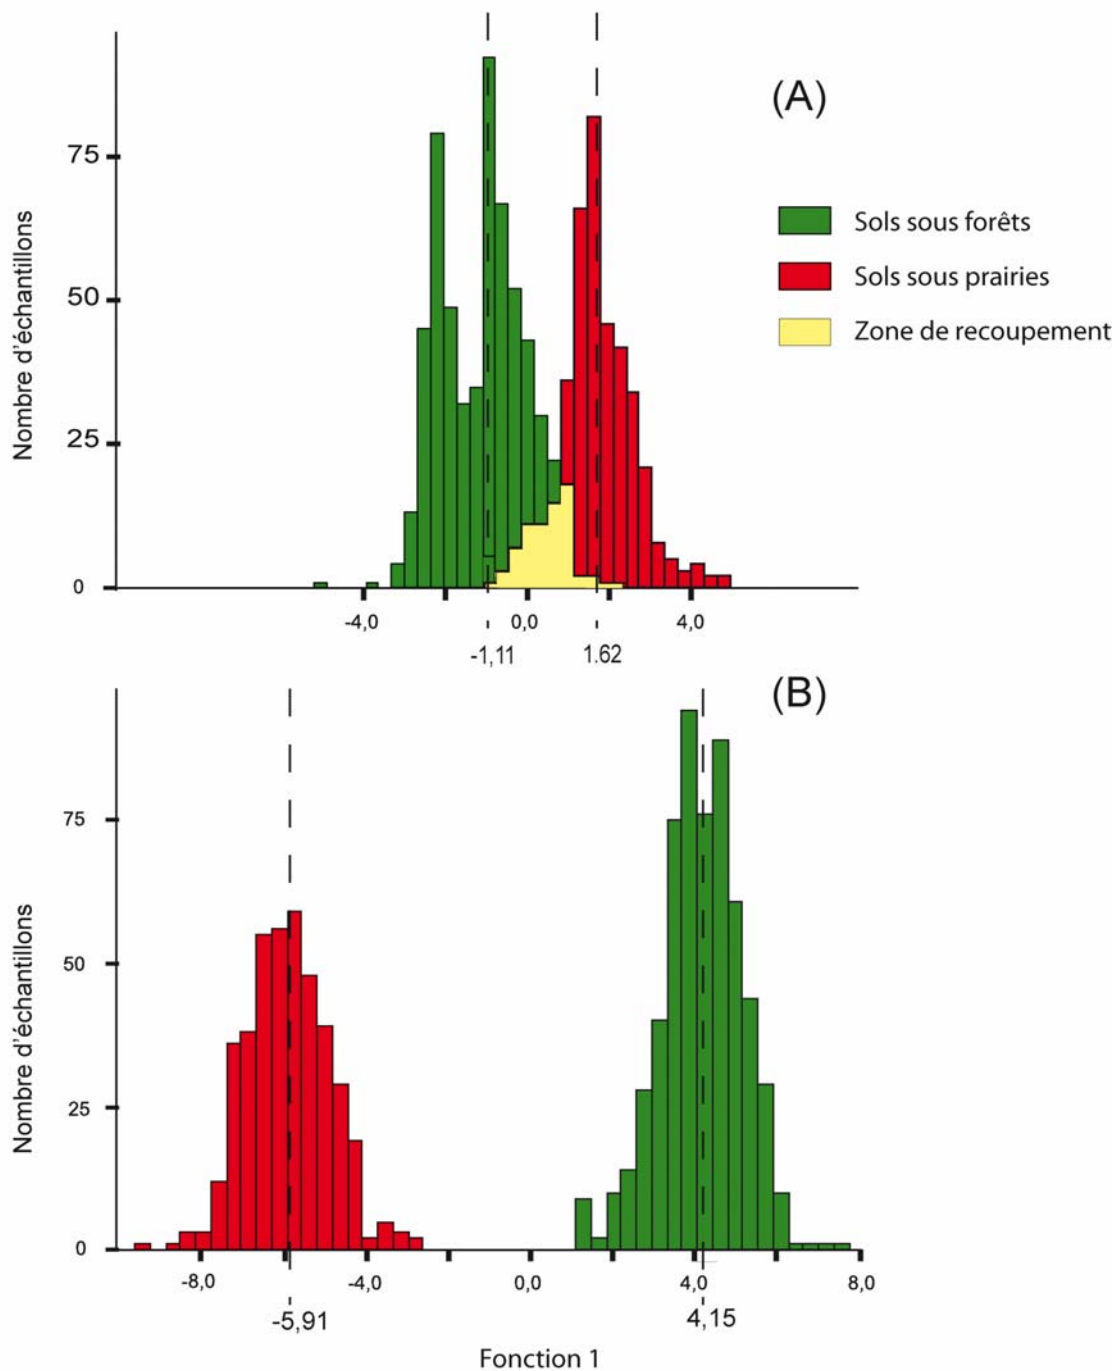 (A)
75
50
25
0
Nombre d'échantillons
Sols sous forêts
Sols sous prairies
Zone de recoupement
-4,0 0,0 4,0
-1,11 1.62
(B)
75
50
25
0
Nombre d'échantillons
-8,0 -4,0 0,0 4,0 8,0
-5,91 4,15
Fonction 1